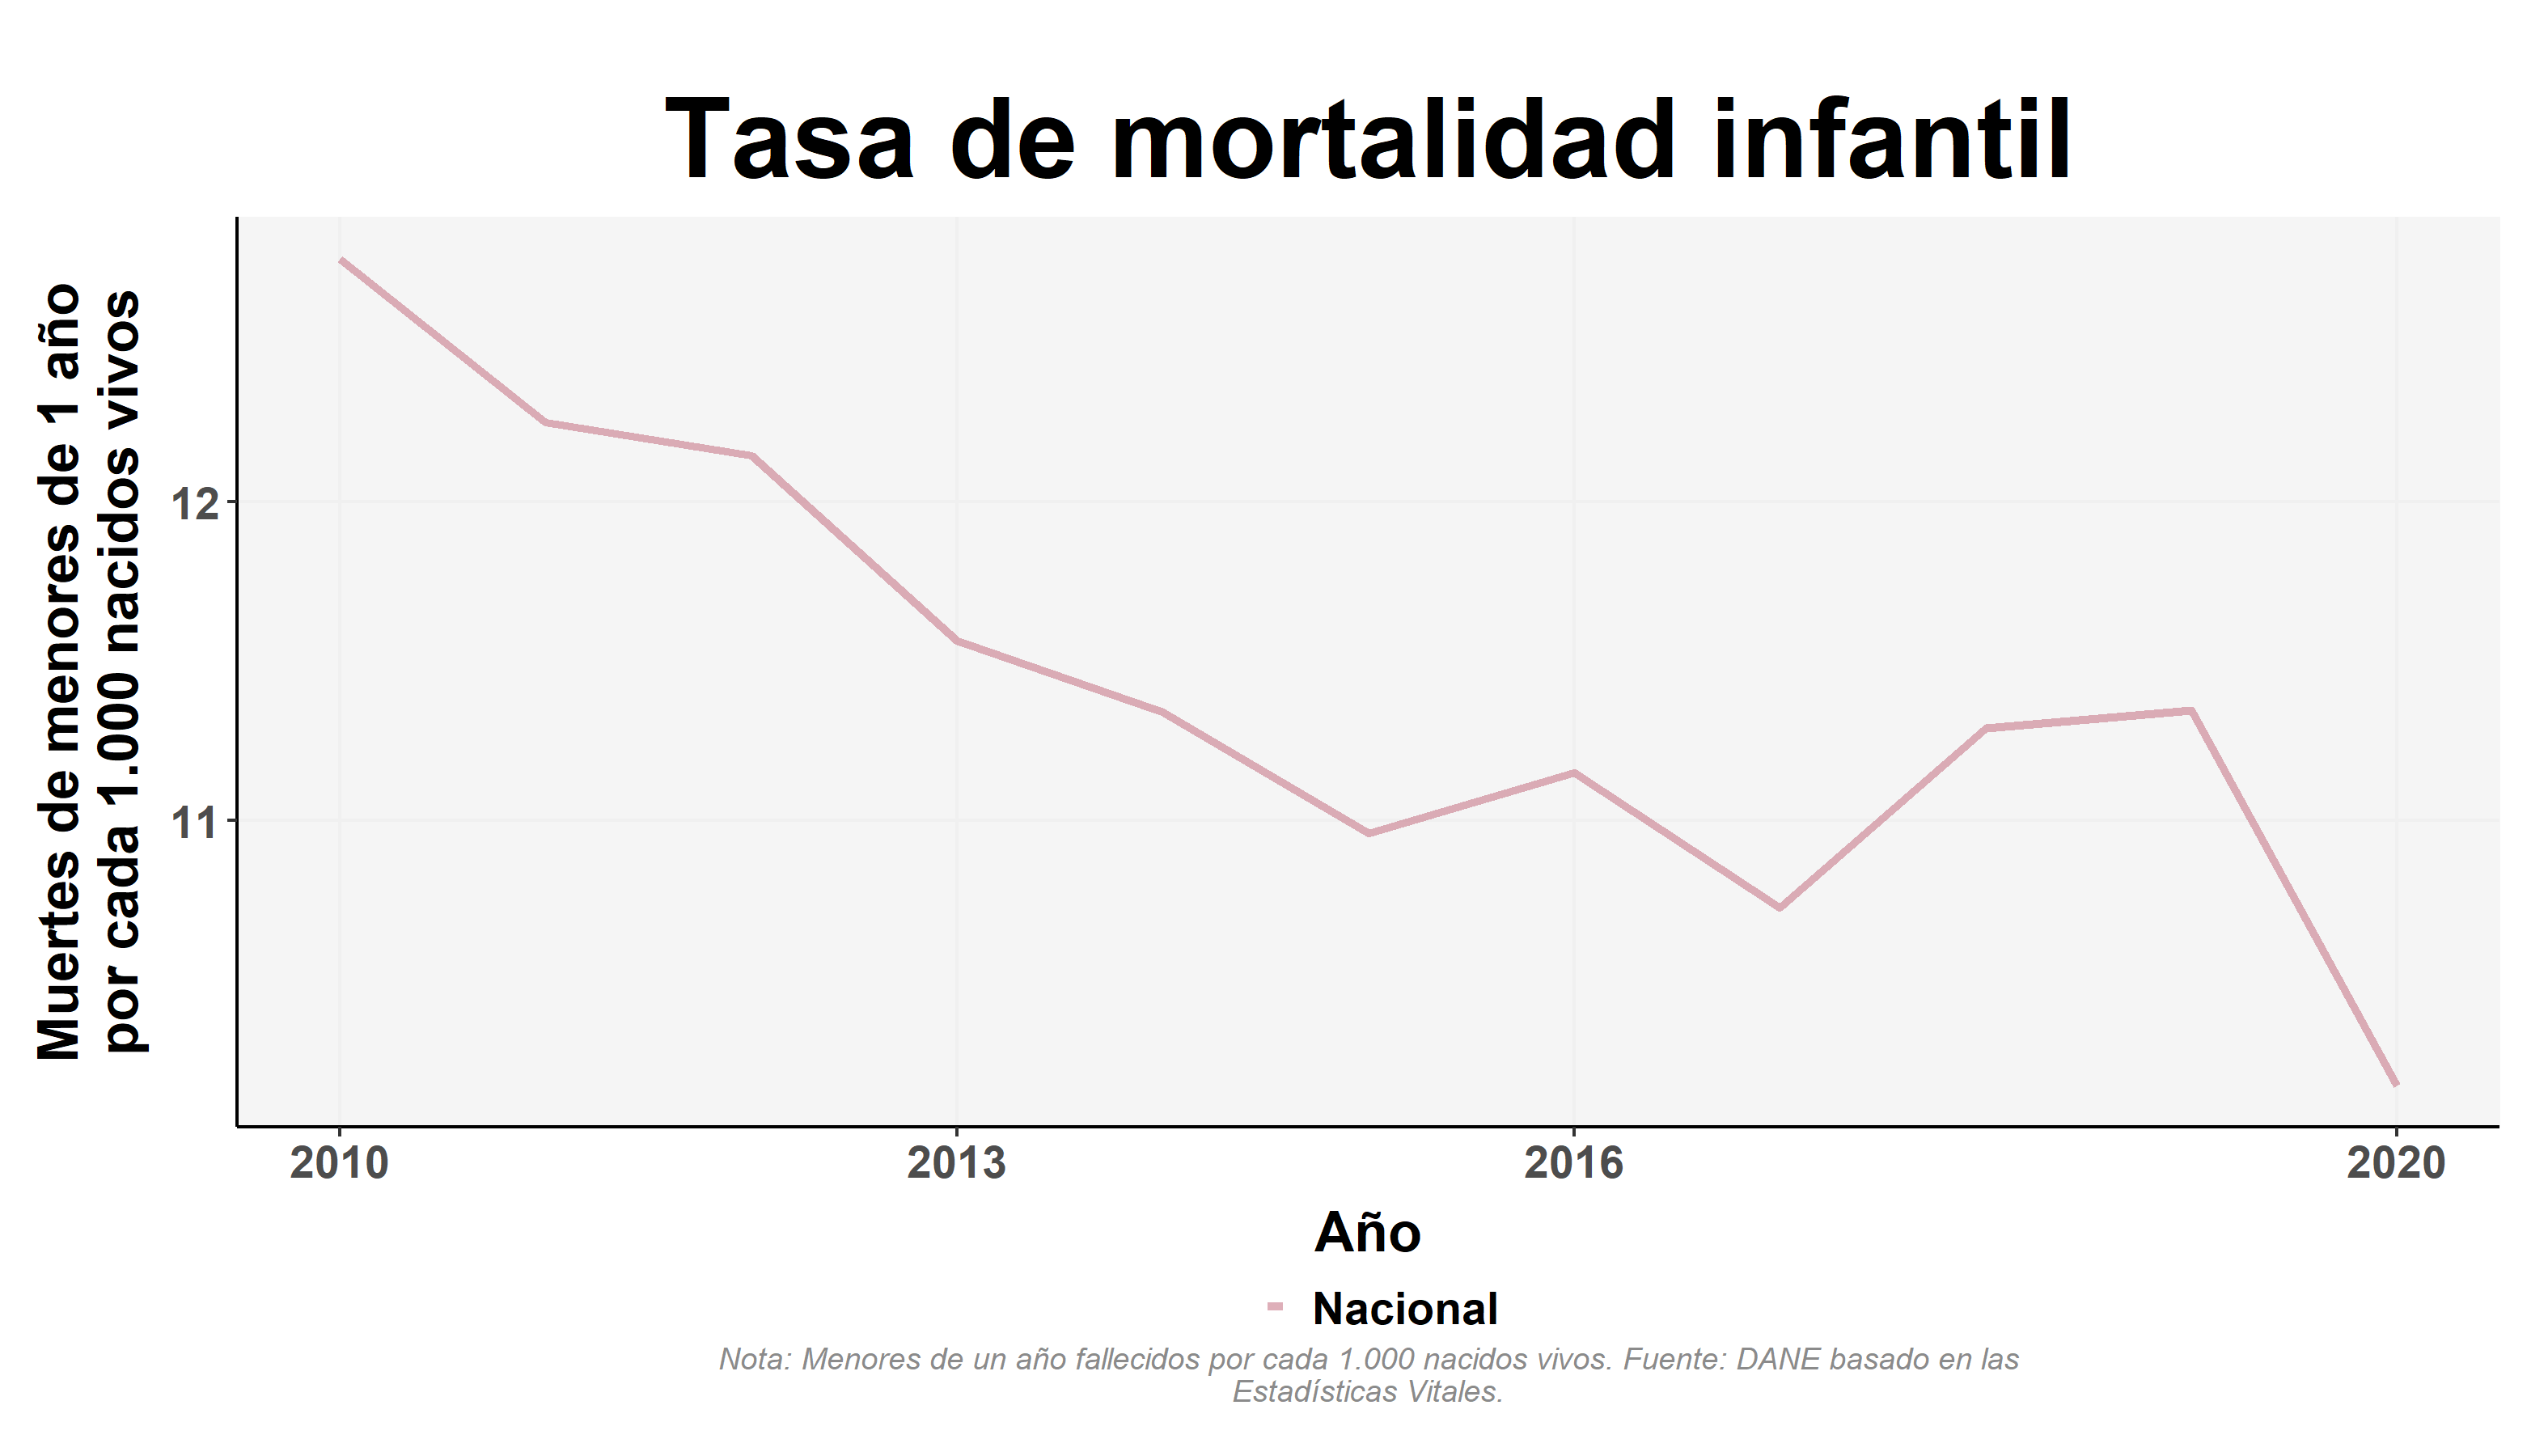 Tasa de mortalidad infantil
Muertes de menores de 1 año
por cada 1.000 nacidos vivos
12
11
2010 2013 2016 2020
Año
Nacional
Nota: Menores de un año fallecidos por cada 1.000 nacidos vivos. Fuente: DANE basado en las
Estadísticas Vitales.